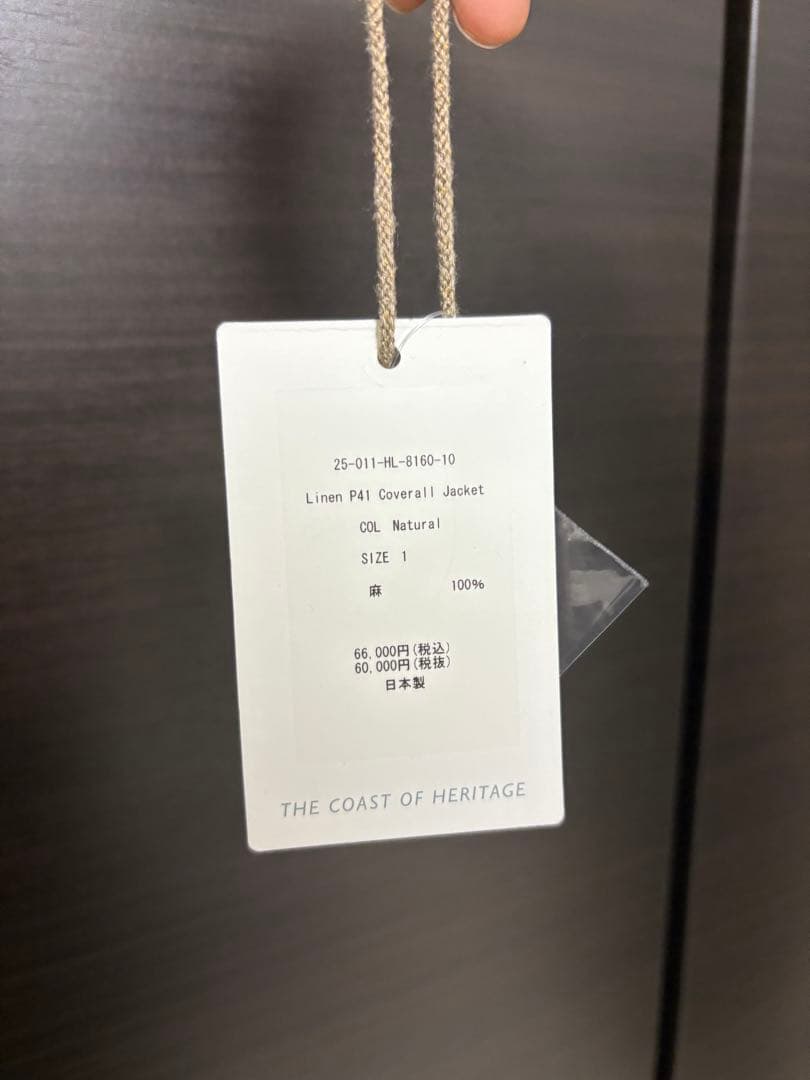 25-011-HL-8160-10
Linen P41 Coverall Jacket
COL Natural
SIZE 1
麻 100%
66,000円(税込)
60,000円(税抜)
日本製
THE COAST OF HERITAGE